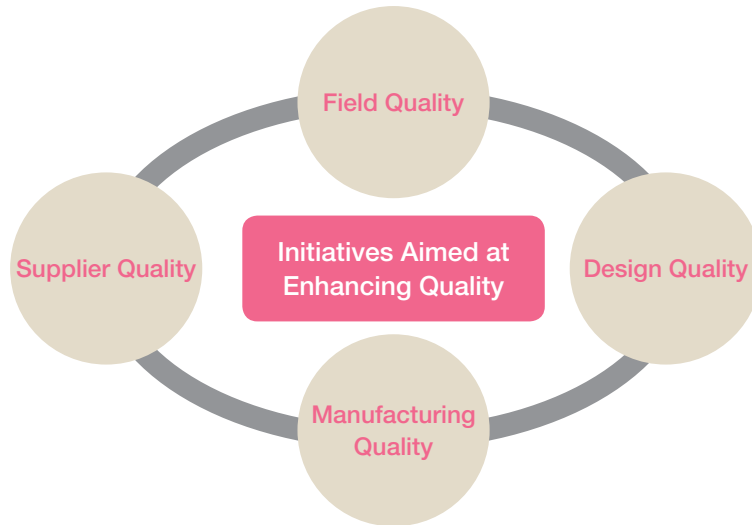 Field Quality
Supplier Quality
Initiatives Aimed at
Enhancing Quality
Design Quality
Manufacturing
Quality